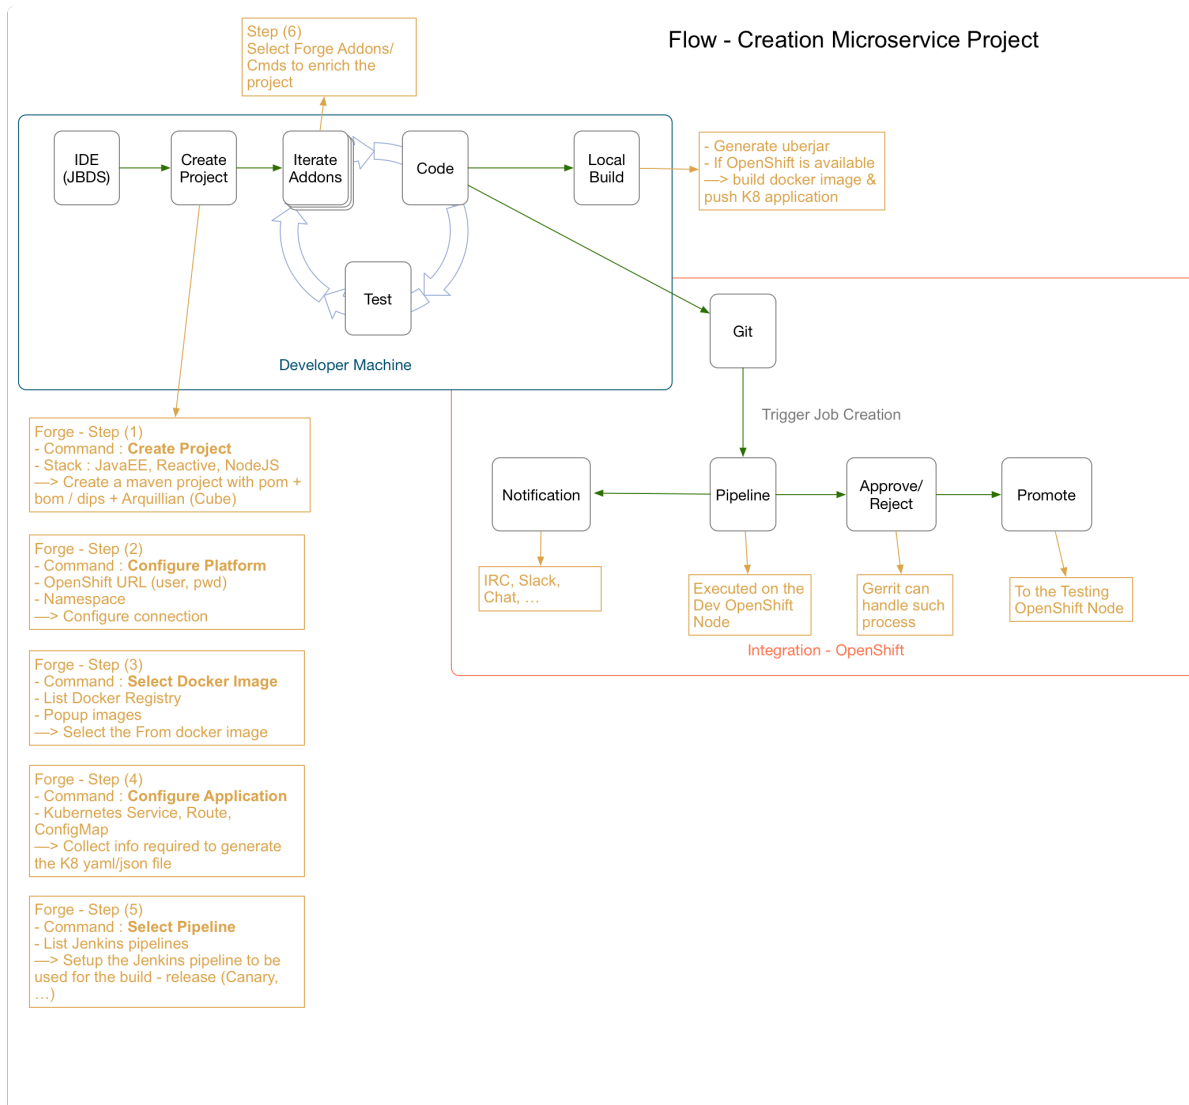 Step (6)
Select Forge Addons/
Cmds to enrich the
project
Flow - Creation Microservice Project
IDE
(JBDS)
Create
Project
Iterate
Addons
Code
Local
Build
- Generate uberjar
- If OpenShift is available
—> build docker image &
push K8 application
Test
Developer Machine
Git
Trigger Job Creation
Forge - Step (1)
- Command : Create Project
- Stack : JavaEE, Reactive, NodeJS
—> Create a maven project with pom +
bom / dips + Arquillian (Cube)
Notification
Pipeline
Approve/
Reject
Promote
Forge - Step (2)
- Command : Configure Platform
- OpenShift URL (user, pwd)
- Namespace
—> Configure connection
IRC, Slack,
Chat, …
Executed on the
Dev OpenShift
Node
Gerrit can
handle such
process
To the Testing
OpenShift Node
Integration - OpenShift
Forge - Step (3)
- Command : Select Docker Image
- List Docker Registry
- Popup images
—> Select the From docker image
Forge - Step (4)
- Command : Configure Application
- Kubernetes Service, Route,
ConfigMap
—> Collect info required to generate
the K8 yaml/json file
Forge - Step (5)
- Command : Select Pipeline
- List Jenkins pipelines
—> Setup the Jenkins pipeline to be
used for the build - release (Canary,
…)